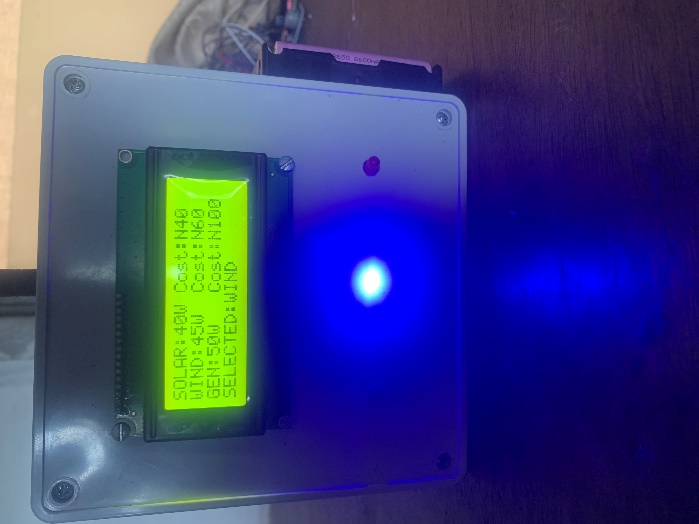 SOLAR:40W Cost:N40
WIND:45W Cost:N60
GEN:50W Cost:N100
SELECTED:WIND